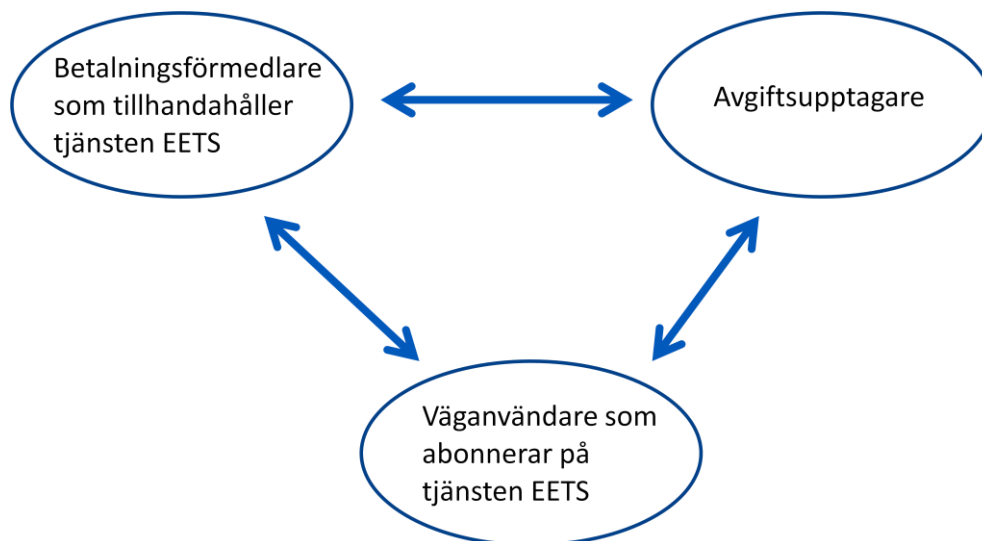 Betalningsförmedlare
som tillhandahåller
tjänsten EETS
Avgiftsupptagare
Väganvändare som
abonnerar på
tjänsten EETS